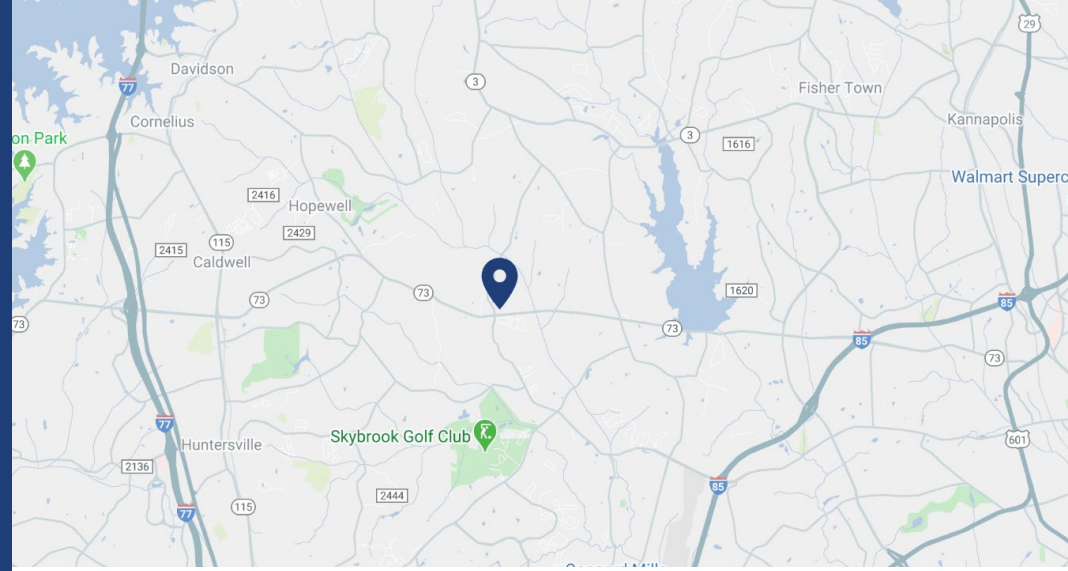 29
Davidson
77
3
Fisher Town
Cornelius
Kannapolis
on Park
3
1616
Walmart Superc
2416
Hopewell
2429
115
2415
Caldwell
73
73
1620
85
73
73
85
73
Skybrook Golf Club
77
Huntersville
601
2136
85
2444
115
77